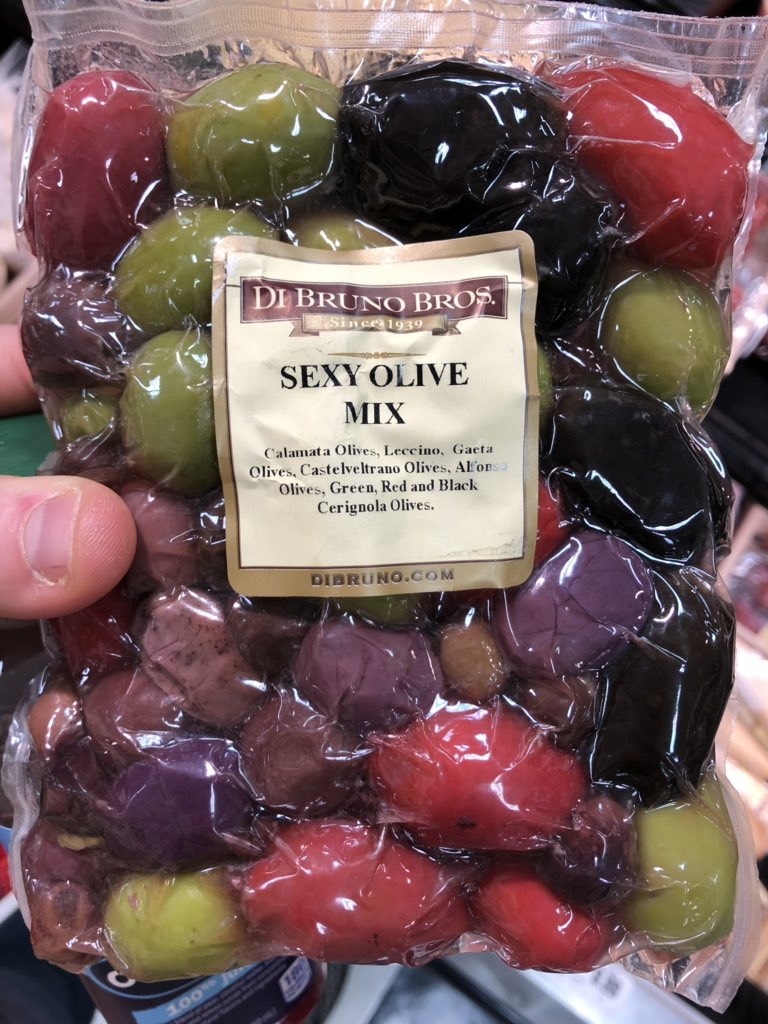 DI BRUNO BROS.
Since 1939
SEXY OLIVE
MIX
Calamata Olives, Leccino, Gaeta
Olives, Castelveltrano Olives, Alfonso
Olives, Green, Red and Black
Cerignola Olives.
DIBRUNO.COM
100%